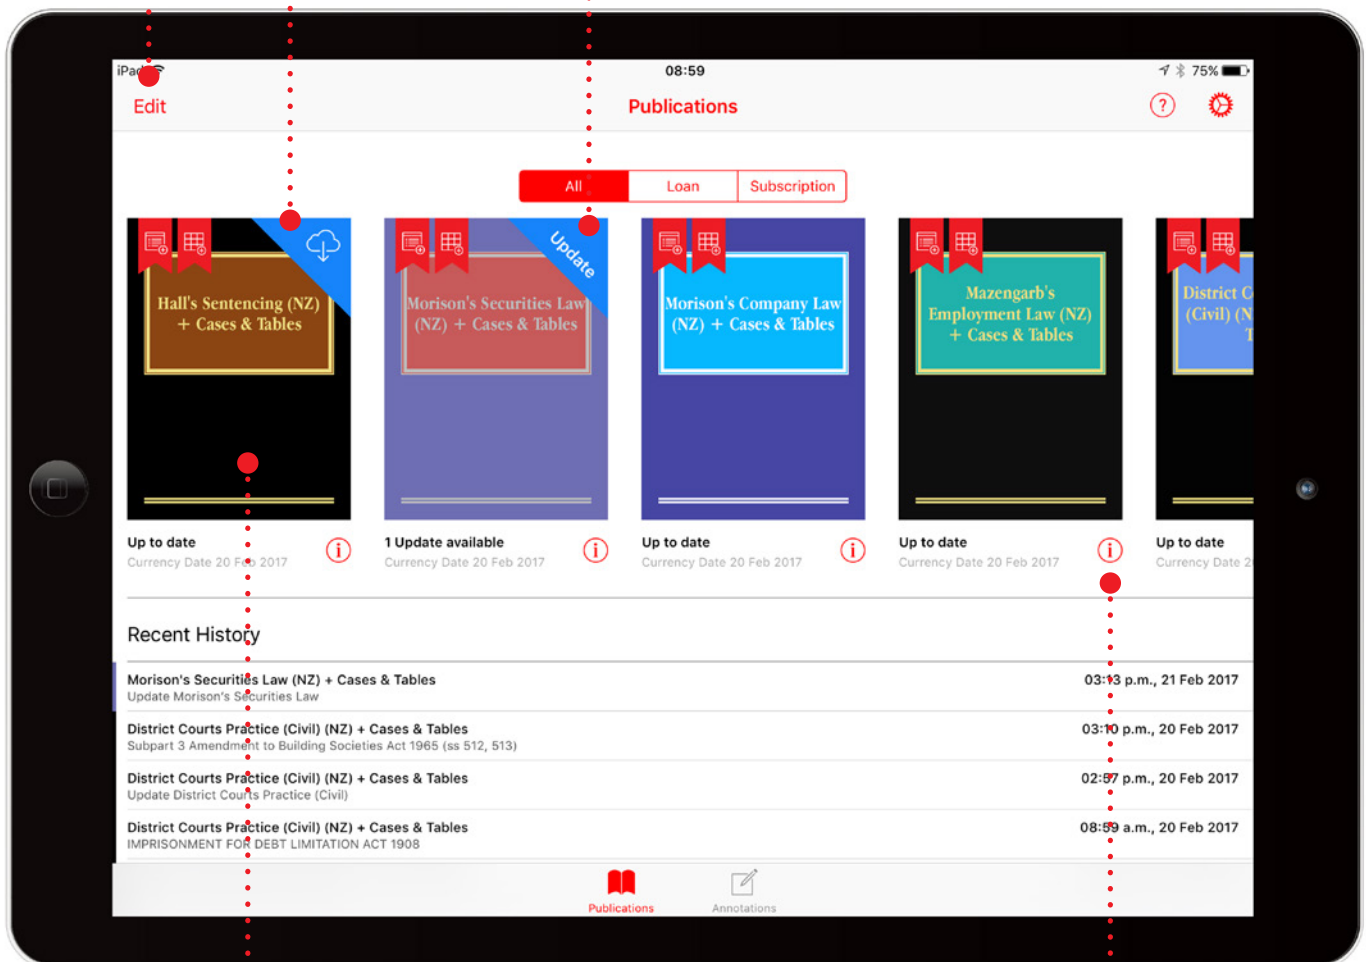 iPad
08:59
75%
Edit
Publications
?
All
Loan
Subscription
Hall's Sentencing (NZ)
+ Cases & Tables
Update
Morison's Securities Law
(NZ) + Cases & Tables
Morison's Company Law
(NZ) + Cases & Tables
Mazengarb's
Employment Law (NZ)
+ Cases & Tables
District C
(Civil) (N
T
Up to date
Currency Date 20 Feb 2017
i
1 Update available
Currency Date 20 Feb 2017
i
Up to date
Currency Date 20 Feb 2017
i
Up to date
Currency Date 20 Feb 2017
i
Up to date
Currency Date 2
Recent History
Morison's Securities Law (NZ) + Cases & Tables
03:13 p.m., 21 Feb 2017
Update Morison's Securities Law
District Courts Practice (Civil) (NZ) + Cases & Tables
03:10 p.m., 20 Feb 2017
Subpart 3 Amendment to Building Societies Act 1965 (ss 512, 513)
District Courts Practice (Civil) (NZ) + Cases & Tables
02:57 p.m., 20 Feb 2017
Update District Courts Practice (Civil)
District Courts Practice (Civil) (NZ) + Cases & Tables
08:59 a.m., 20 Feb 2017
IMPRISONMENT FOR DEBT LIMITATION ACT 1908
Publications
Annotations